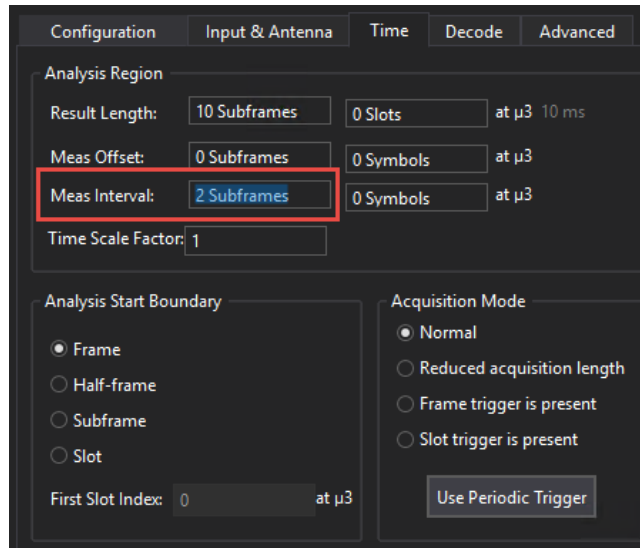 Configuration Input & Antenna Time Decode Advanced
Analysis Region
Result Length: 10 Subframes 0 Slots at μ3 10 ms
Meas Offset: 0 Subframes 0 Symbols at μ3
Meas Interval: 2 Subframes 0 Symbols at μ3
Time Scale Factor: 1
Analysis Start Boundary
Frame
Half-frame
Subframe
Slot
First Slot Index: 0 at μ3
Acquisition Mode
Normal
Reduced acquisition length
Frame trigger is present
Slot trigger is present
Use Periodic Trigger